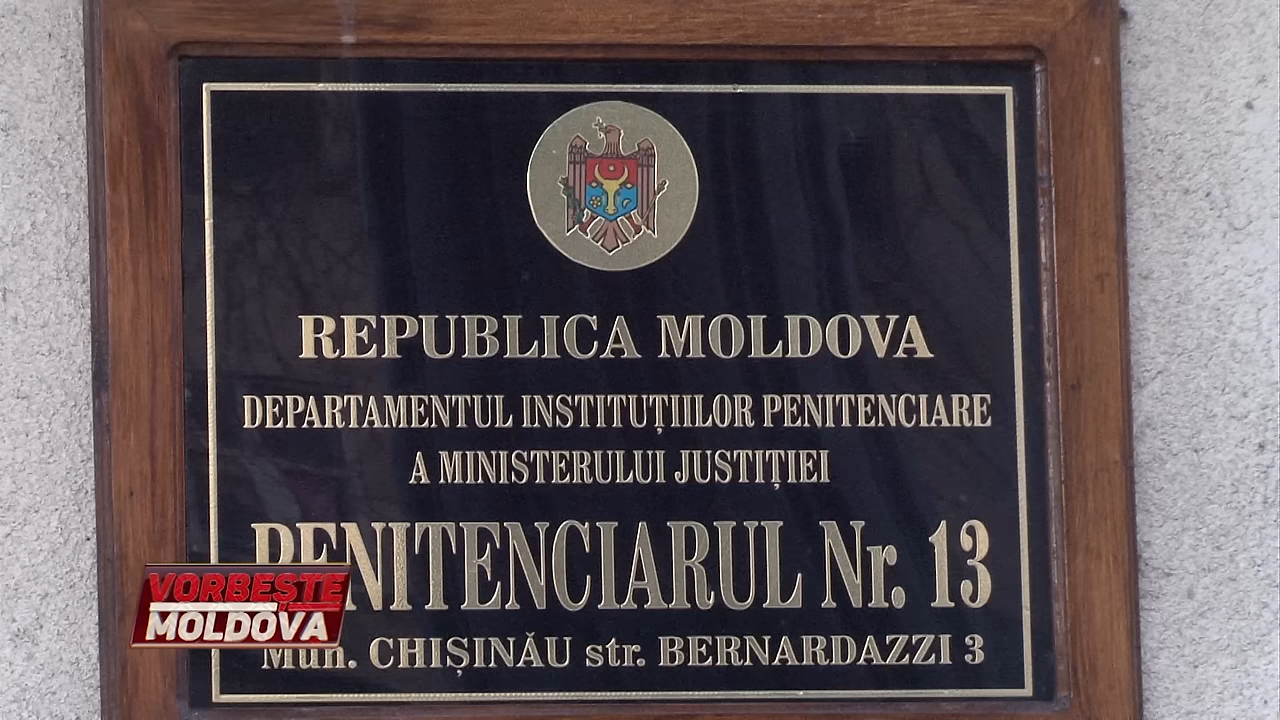 REPUBLICA MOLDOVA
DEPARTAMENTUL INSTITUȚIILOR PENITENCIARE
A MINISTERULUI JUSTIȚIEI
PENITENCIARUL Nr. 13
VORBEȘTE
MOLDOVA
Mun. CHIȘINĂU str. BERNARDAZZI 3